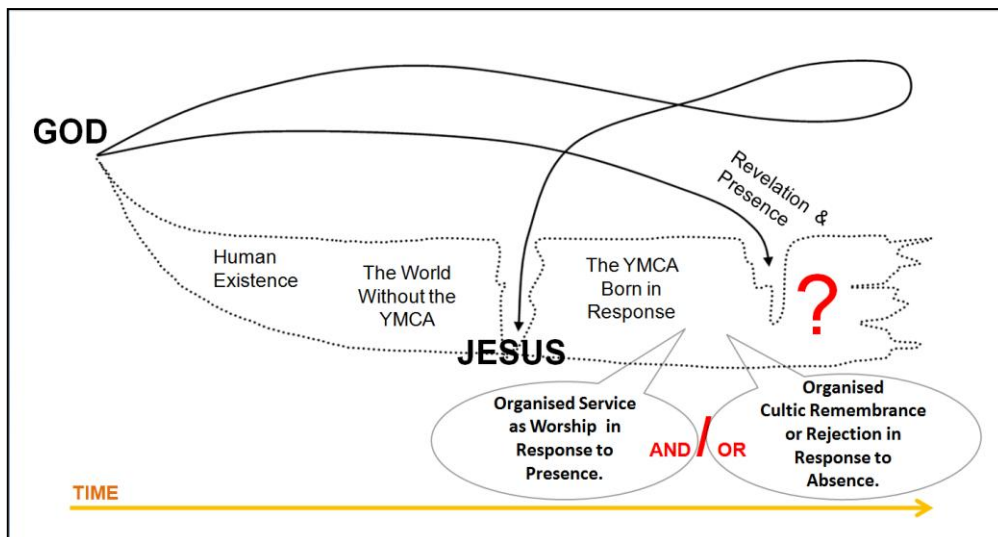 GOD
Revelation &
Presence
Human
Existence
The World
Without the
YMCA
The YMCA
Born in
Response
?
JESUS
Organised Service
as Worship in
Response to
Presence.
AND / OR
Organised
Cultic Remembrance
or Rejection in
Response to
Absence.
TIME